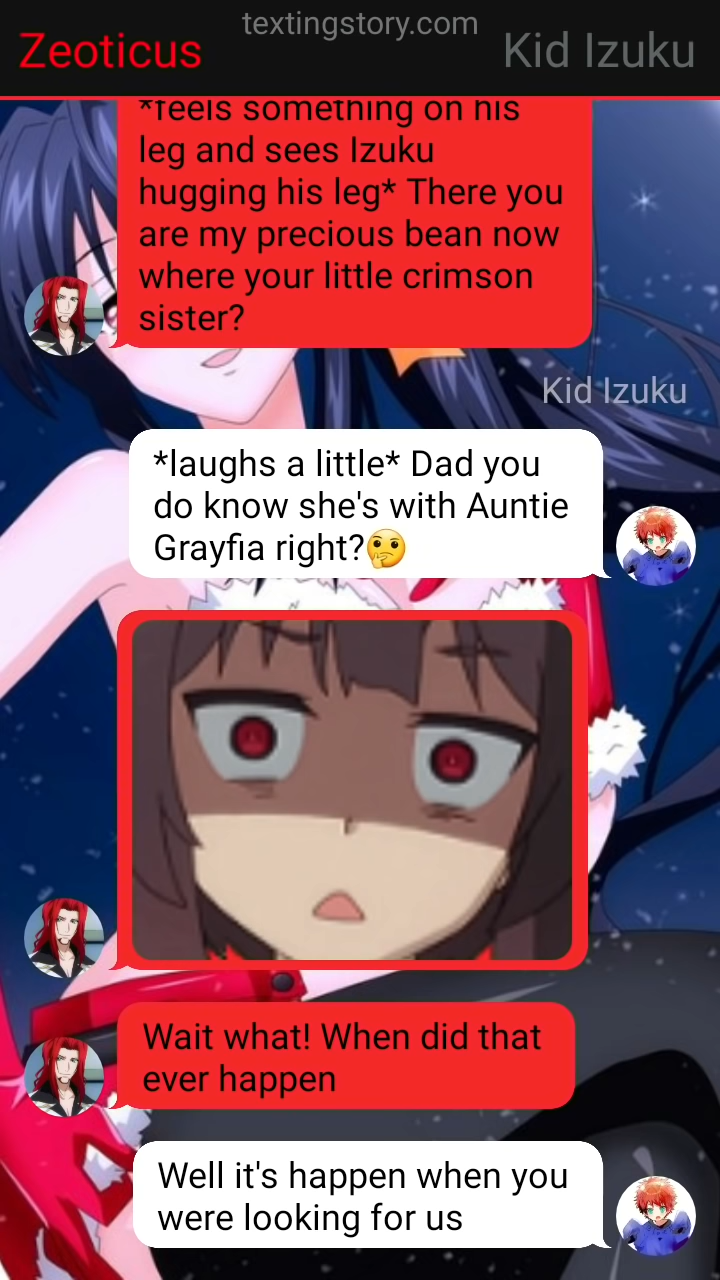 textingstory.com
Zeoticus
Kid Izuku
*feels something on his
leg and sees Izuku
hugging his leg* There you
are my precious bean now
where your little crimson
sister?
Kid Izuku
*laughs a little* Dad you
do know she's with Auntie
Grayfia right?🤔
Wait what! When did that
ever happen
Well it's happen when you
were looking for us